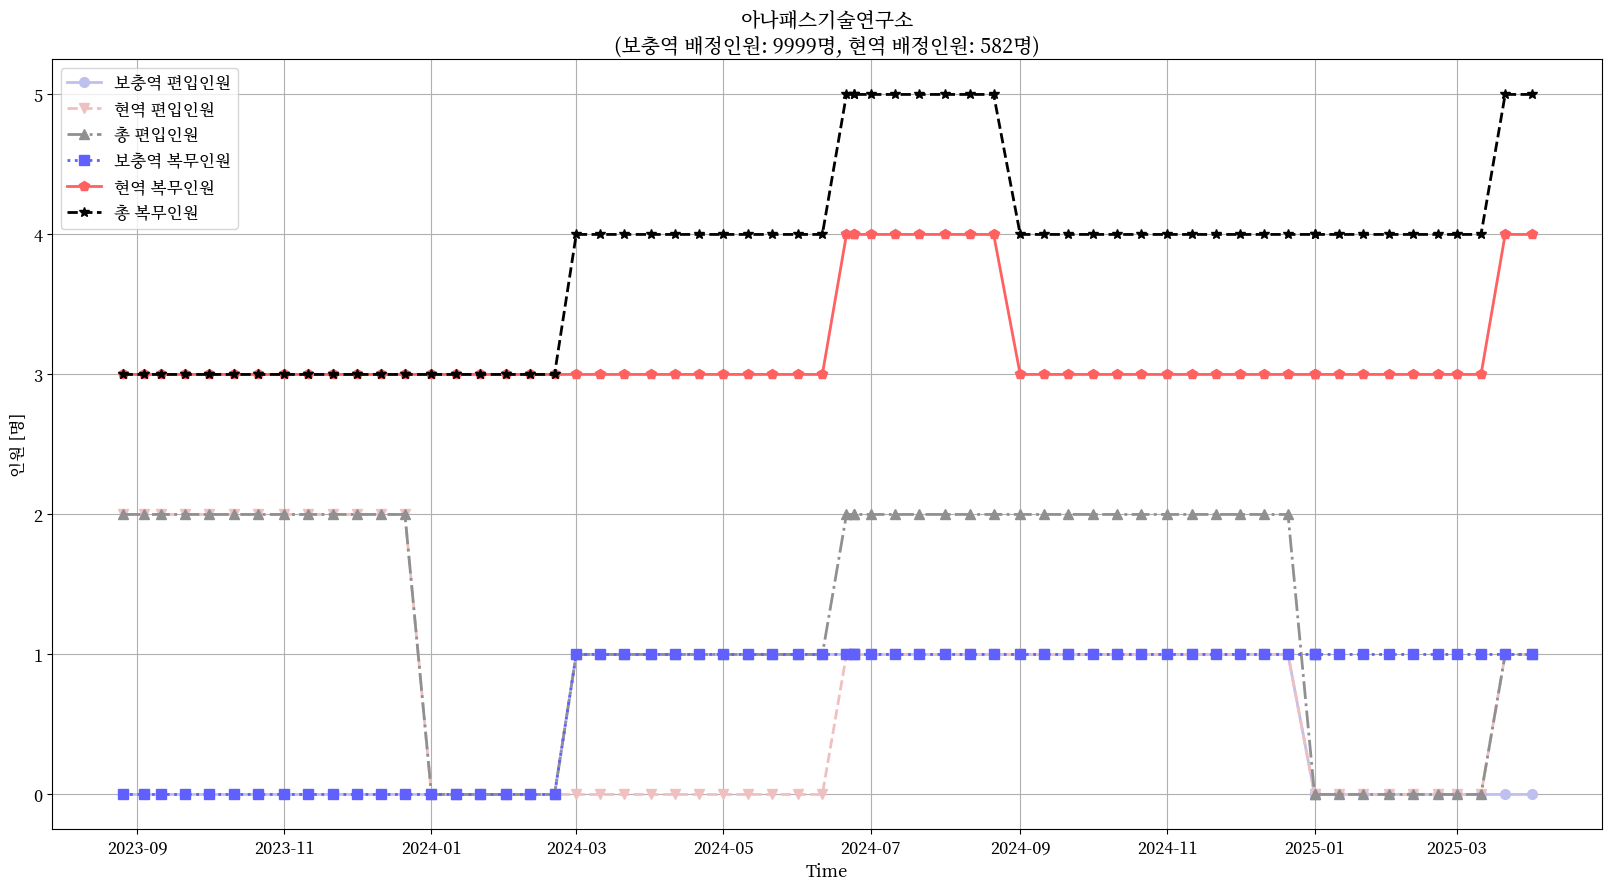 아나패스기술연구소
(보충역 배정인원: 9999명, 현역 배정인원: 582명)
보충역 편입인원
현역 편입인원
총 편입인원
보충역 복무인원
현역 복무인원
총 복무인원
인원 [명]
5
4
3
2
1
0
2023-09
2023-11
2024-01
2024-03
2024-05
2024-07
2024-09
2024-11
2025-01
2025-03
Time